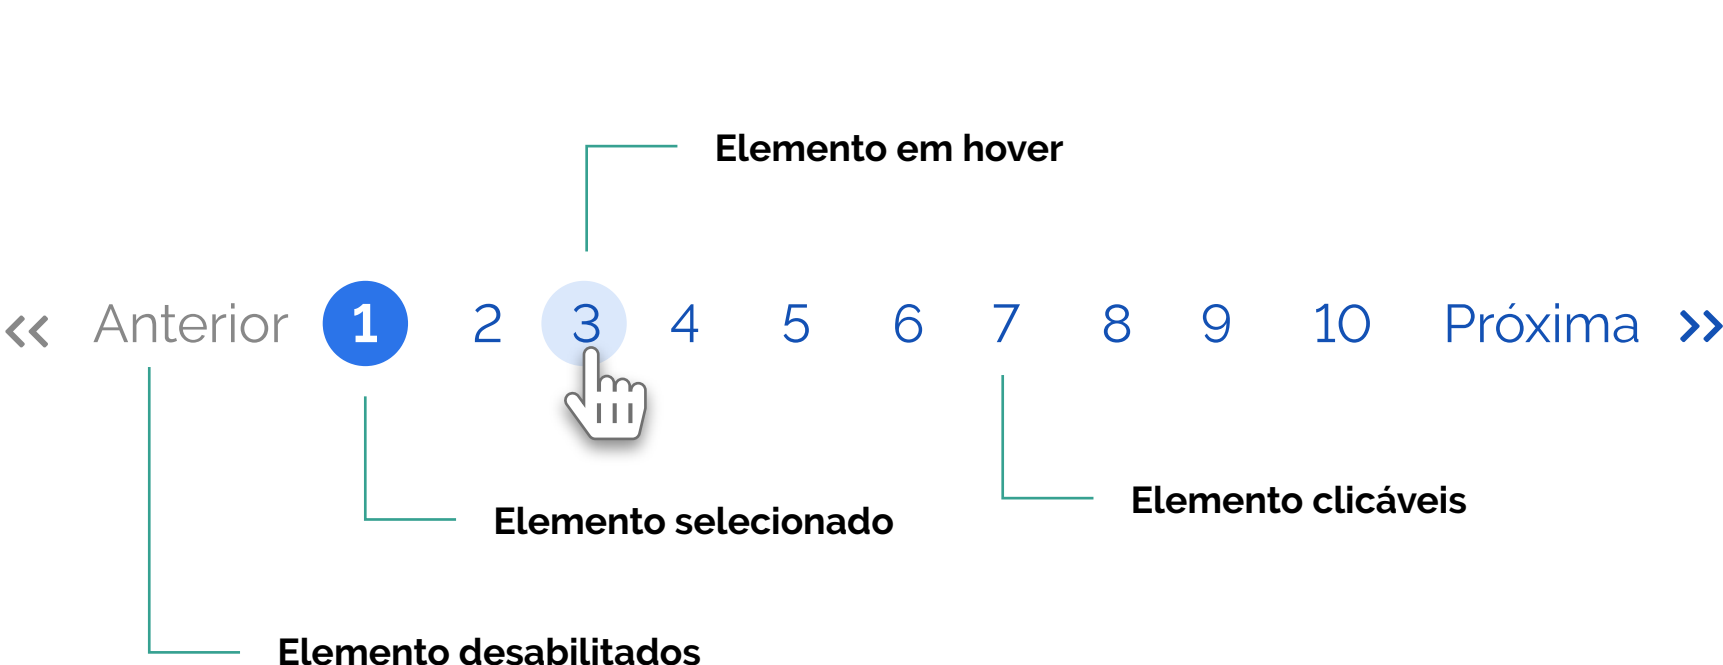 Elemento em hover
« Anterior 1 2 3 4 5 6 7 8 9 10 Próxima »
Elemento clicáveis
Elemento selecionado
Elemento desabilitados